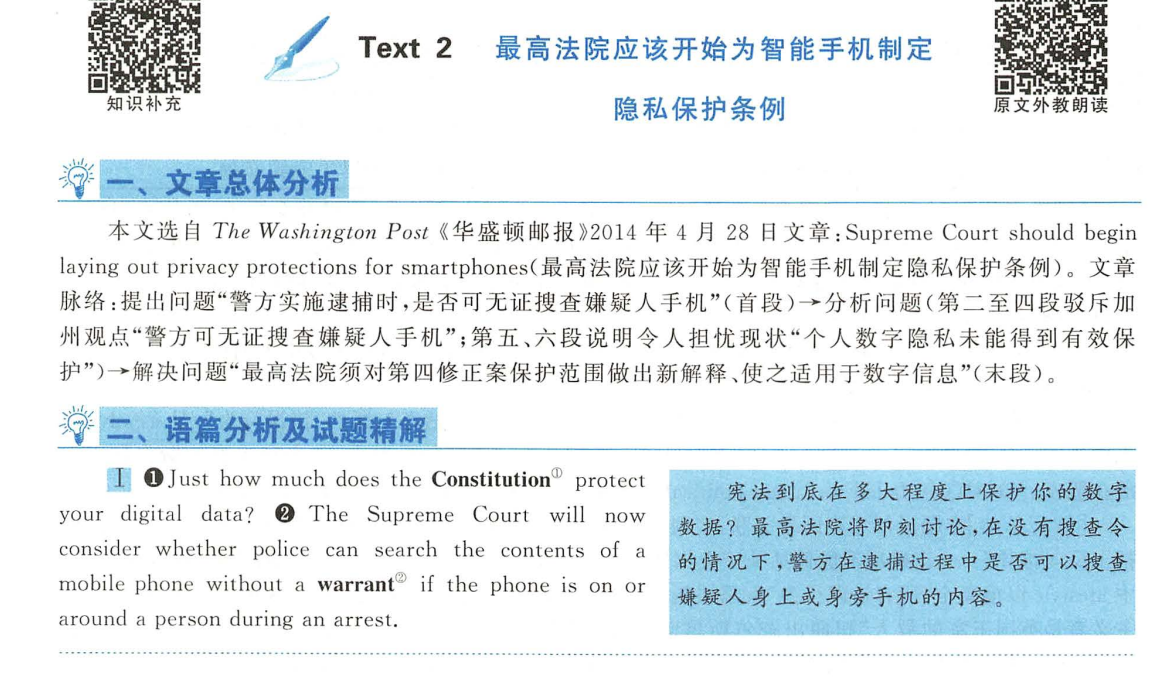 知识补充
Text 2 最高法院应该开始为智能手机制定
隐私保护条例
原文外教朗读
一、文章总体分析
本文选自 The Washington Post《华盛顿邮报》2014 年 4 月 28 日文章:Supreme Court should begin
laying out privacy protections for smartphones(最高法院应该开始为智能手机制定隐私保护条例)。文章
脉络:提出问题“警方实施逮捕时,是否可无证搜查嫌疑人手机”(首段)→分析问题(第二至四段驳斥加
州观点“警方可无证搜查嫌疑人手机”;第五、六段说明令人担忧现状“个人数字隐私未能得到有效保
护”)→解决问题“最高法院须对第四修正案保护范围做出新解释、使之适用于数字信息”(末段)。
二、语篇分析及试题精解
Ⅰ ❶Just how much does the Constitution① protect
your digital data? ❷ The Supreme Court will now
consider whether police can search the contents of a
mobile phone without a warrant② if the phone is on or
around a person during an arrest.
宪法到底在多大程度上保护你的数字
数据?最高法院将即刻讨论,在没有搜查令
的情况下,警方在逮捕过程中是否可以搜查
嫌疑人身上或身旁手机的内容。